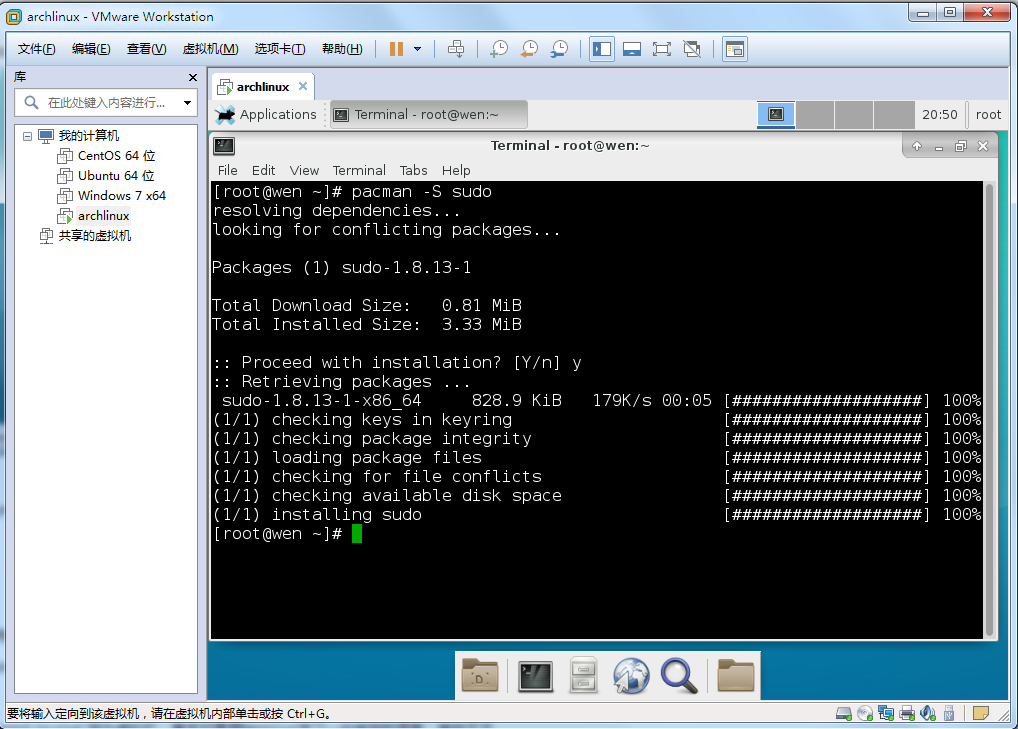 archlinux - VMware Workstation
文件(F) 编辑(E) 查看(V) 虚拟机(M) 选项卡(T) 帮助(H)
库
在此处键入内容进行...
我的计算机
CentOS 64 位
Ubuntu 64 位
Windows 7 x64
archlinux
共享的虚拟机
archlinux
Applications Terminal - root@wen:~ 20:50 root
Terminal - root@wen:~
File Edit View Terminal Tabs Help
[root@wen ~]# pacman -S sudo
resolving dependencies...
looking for conflicting packages...
Packages (1) sudo-1.8.13-1
Total Download Size: 0.81 MiB
Total Installed Size: 3.33 MiB
:: Proceed with installation? [Y/n] y
:: Retrieving packages ...
sudo-1.8.13-1-x86_64 828.9 KiB 179K/s 00:05 [###################] 100%
(1/1) checking keys in keyring [###################] 100%
(1/1) checking package integrity [###################] 100%
(1/1) loading package files [###################] 100%
(1/1) checking for file conflicts [###################] 100%
(1/1) checking available disk space [###################] 100%
(1/1) installing sudo [###################] 100%
[root@wen ~]#
要将输入定向到该虚拟机，请在虚拟机内部单击或按 Ctrl+G。